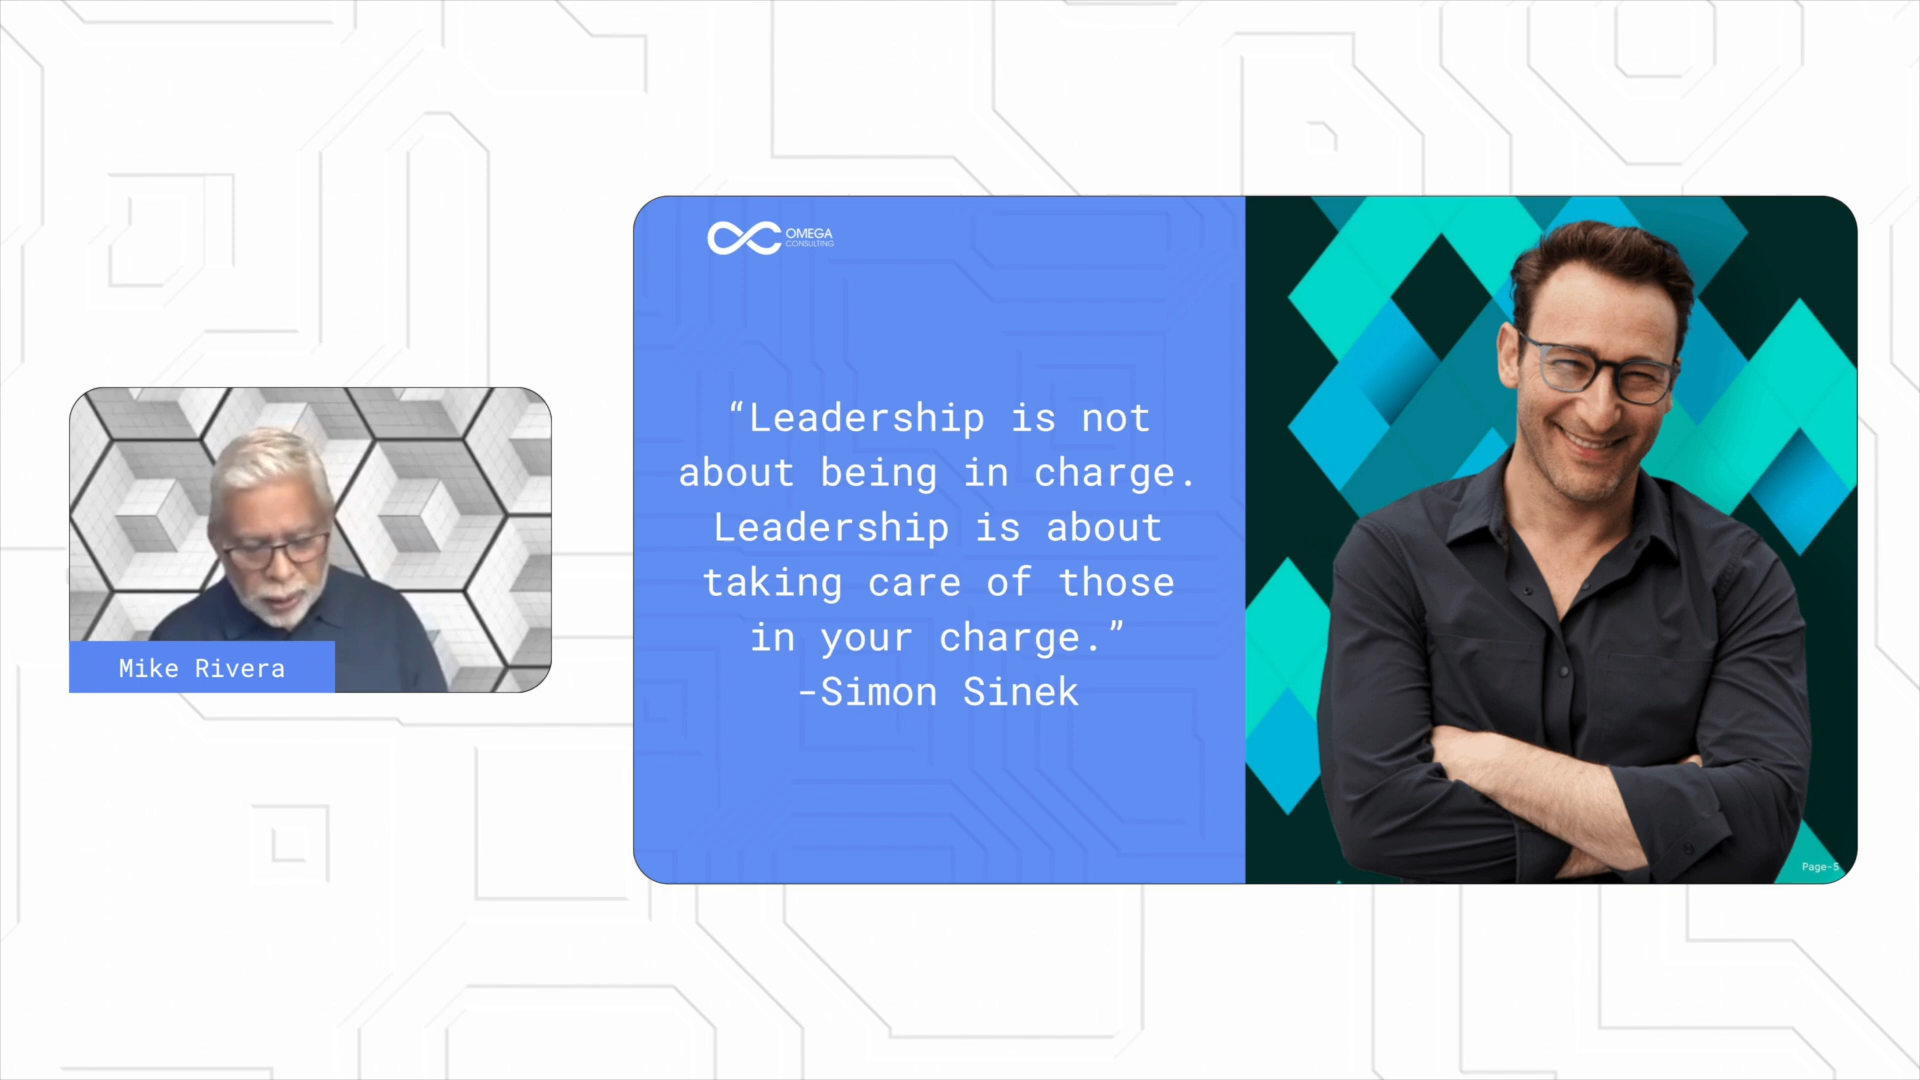 OMEGA
CONSULTING
“Leadership is not
about being in charge.
Leadership is about
taking care of those
in your charge.”
-Simon Sinek
Mike Rivera
Page-5